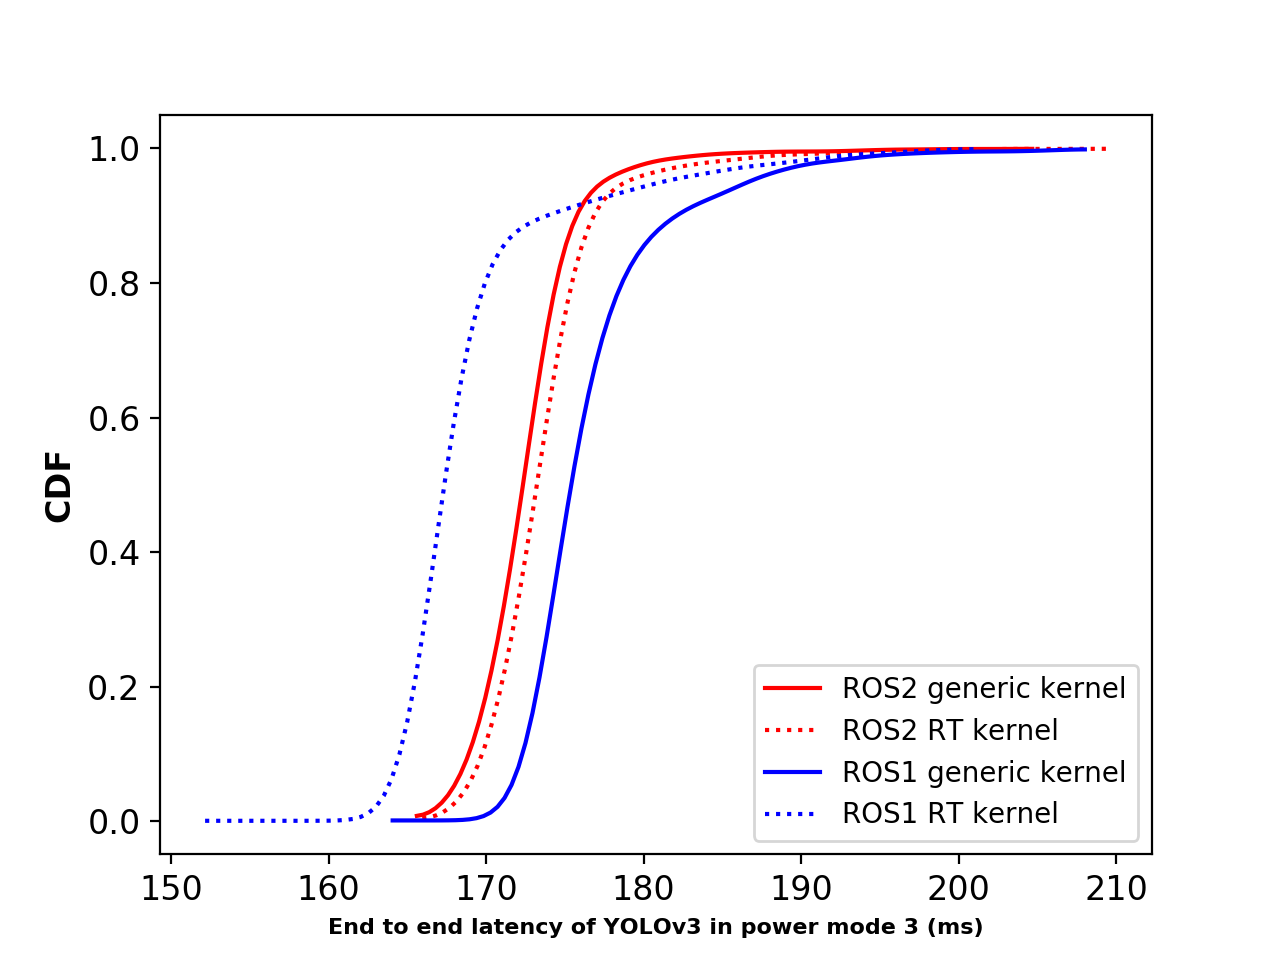 1.0
0.8
0.6
0.4
0.2
0.0
CDF
ROS2 generic kernel
ROS2 RT kernel
ROS1 generic kernel
ROS1 RT kernel
150 160 170 180 190 200 210
End to end latency of YOLOv3 in power mode 3 (ms)